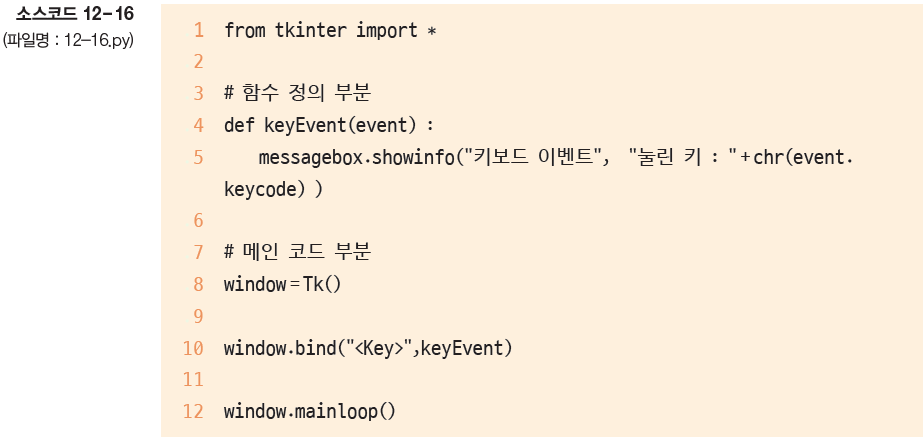 소스코드 12-16
(파일명 : 12-16.py)
1 from tkinter import *
2
3 # 함수 정의 부분
4 def keyEvent(event) :
5 messagebox.showinfo("키보드 이벤트", "눌린 키 : "+chr(event.
keycode) )
6
7 # 메인 코드 부분
8 window=Tk()
9
10 window.bind("<Key>",keyEvent)
11
12 window.mainloop()